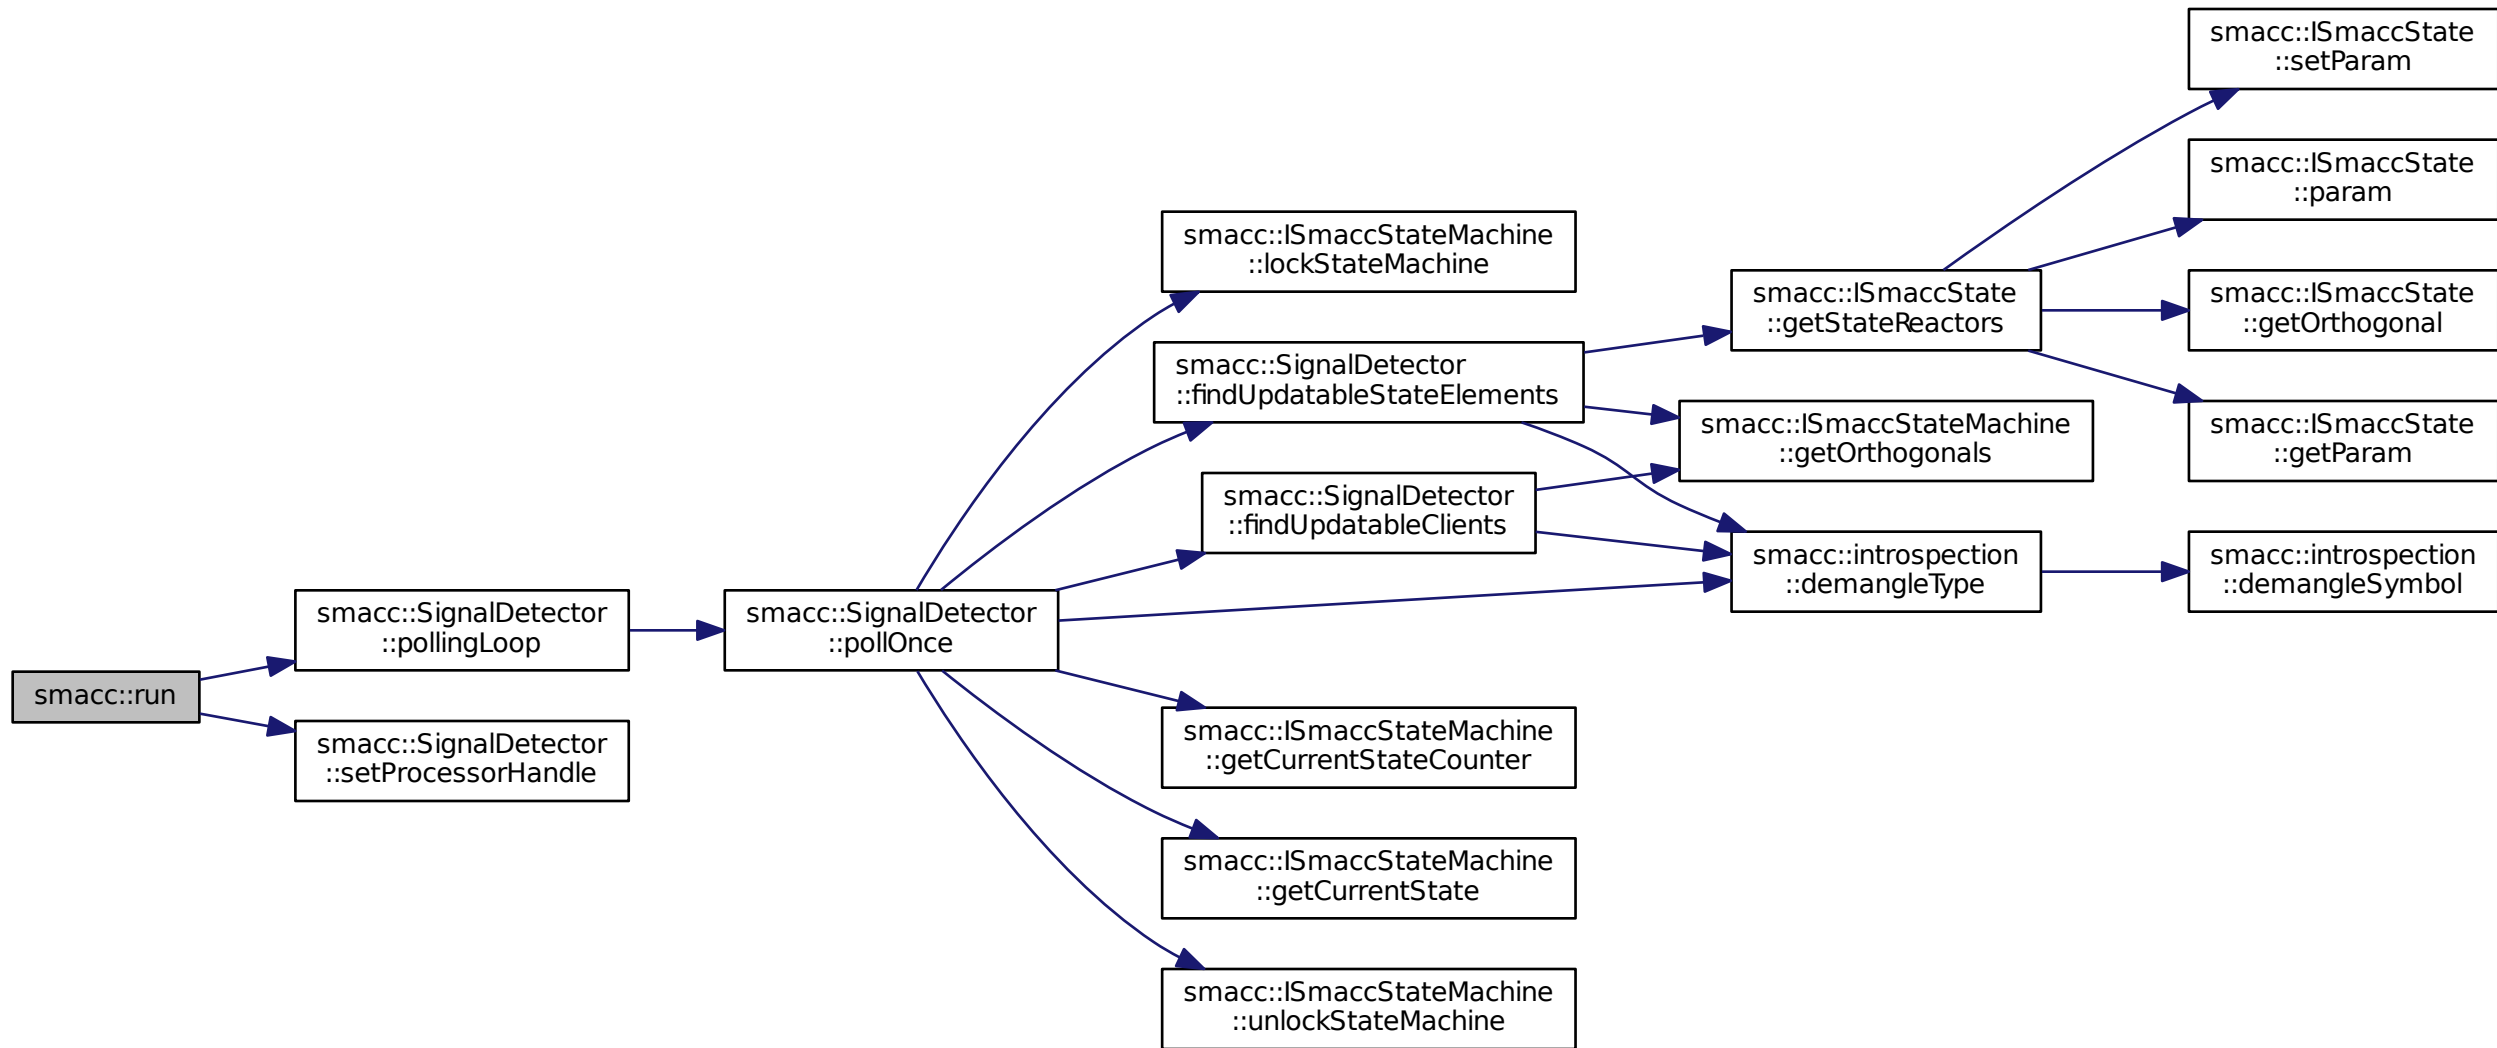 smacc::run
smacc::SignalDetector
::pollingLoop
smacc::SignalDetector
::setProcessorHandle
smacc::SignalDetector
::pollOnce
smacc::ISmaccStateMachine
::lockStateMachine
smacc::SignalDetector
::findUpdatableStateElements
smacc::SignalDetector
::findUpdatableClients
smacc::ISmaccStateMachine
::getCurrentStateCounter
smacc::ISmaccStateMachine
::getCurrentState
smacc::ISmaccStateMachine
::unlockStateMachine
smacc::ISmaccState
::getStateReactors
smacc::ISmaccStateMachine
::getOrthogonals
smacc::introspection
::demangleType
smacc::ISmaccState
::setParam
smacc::ISmaccState
::param
smacc::ISmaccState
::getOrthogonal
smacc::ISmaccState
::getParam
smacc::introspection
::demangleSymbol